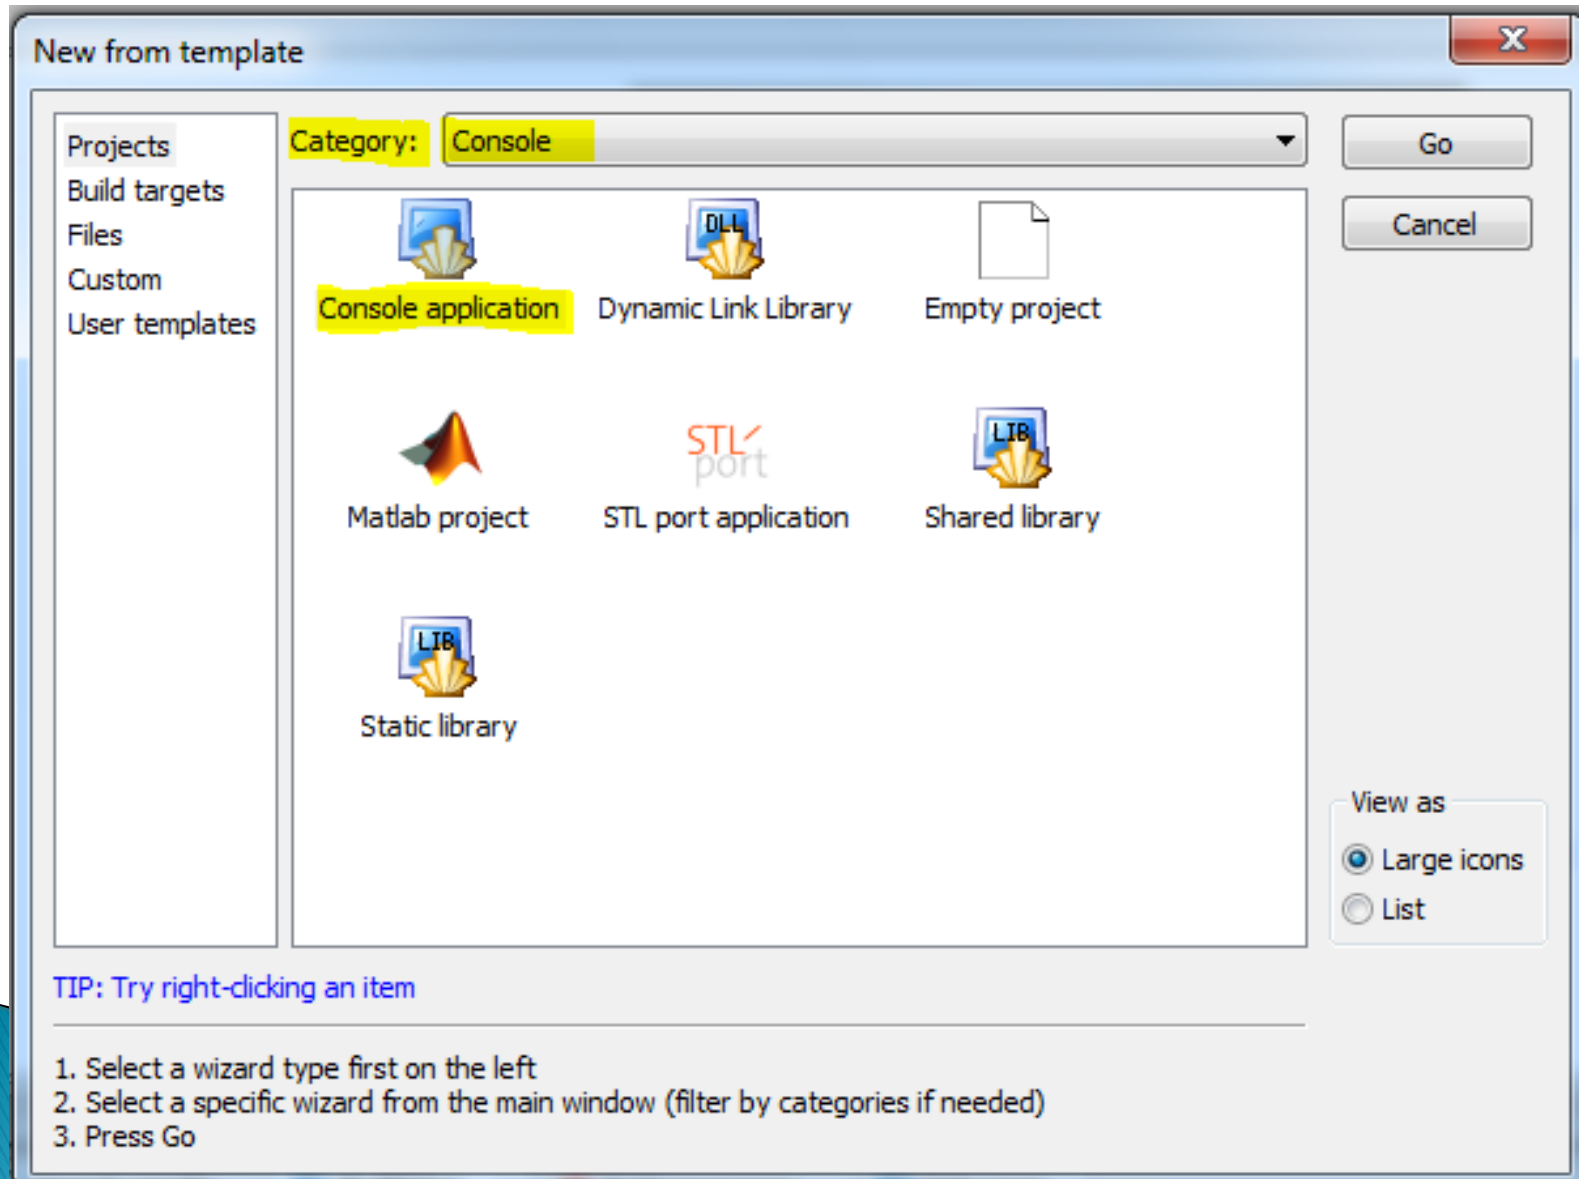 New from template
Projects
Build targets
Files
Custom
User templates
Category: Console
Go
Cancel
Console application
DLL
Dynamic Link Library
Empty project
Matlab project
STL port
STL port application
LIB
Shared library
LIB
Static library
View as
Large icons
List
TIP: Try right-clicking an item
1. Select a wizard type first on the left
2. Select a specific wizard from the main window (filter by categories if needed)
3. Press Go